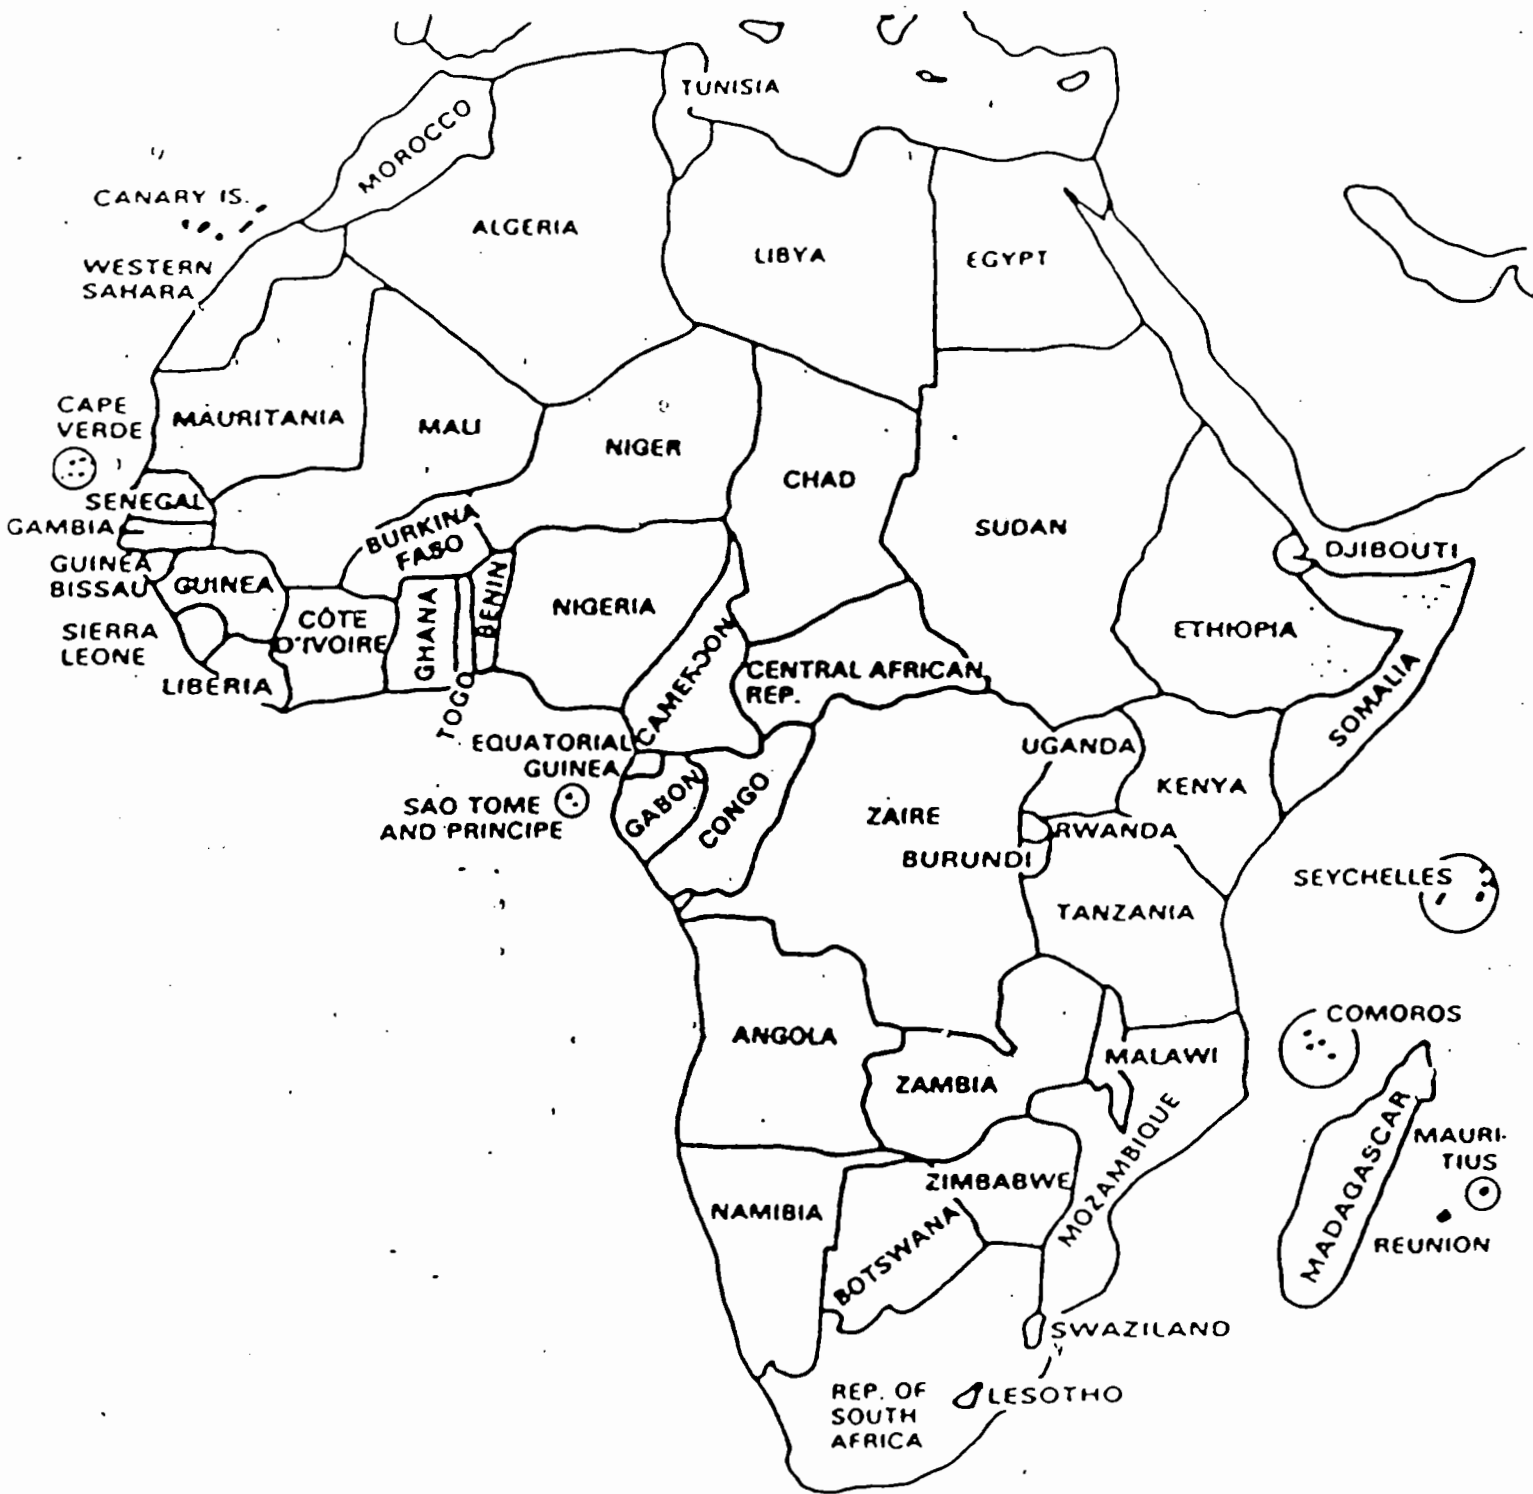 TUNISIA
MOROCCO
CANARY IS.
ALGERIA
LIBYA
EGYPT
WESTERN
SAHARA
CAPE
VERDE
MAURITANIA
MALI
NIGER
CHAD
SUDAN
SENEGAL
GAMBIA
BURKINA
FASO
DJIBOUTI
GUINEA
BISSAU
GUINEA
BENIN
NIGERIA
CÔTE
D'IVOIRE
GHANA
ETHIOPIA
SIERRA
LEONE
LIBERIA
TOGO
CAMEROON
CENTRAL AFRICAN
REP.
SOMALIA
EQUATORIAL
GUINEA
UGANDA
KENYA
SAO TOME
AND PRINCIPE
GABON
CONGO
ZAIRE
RWANDA
BURUNDI
SEYCHELLES
TANZANIA
COMOROS
ANGOLA
MALAWI
ZAMBIA
MOZAMBIQUE
MADAGASCAR
MAURI-
TIUS
ZIMBABWE
NAMIBIA
BOTSWANA
REUNION
SWAZILAND
REP. OF
SOUTH
AFRICA
LESOTHO